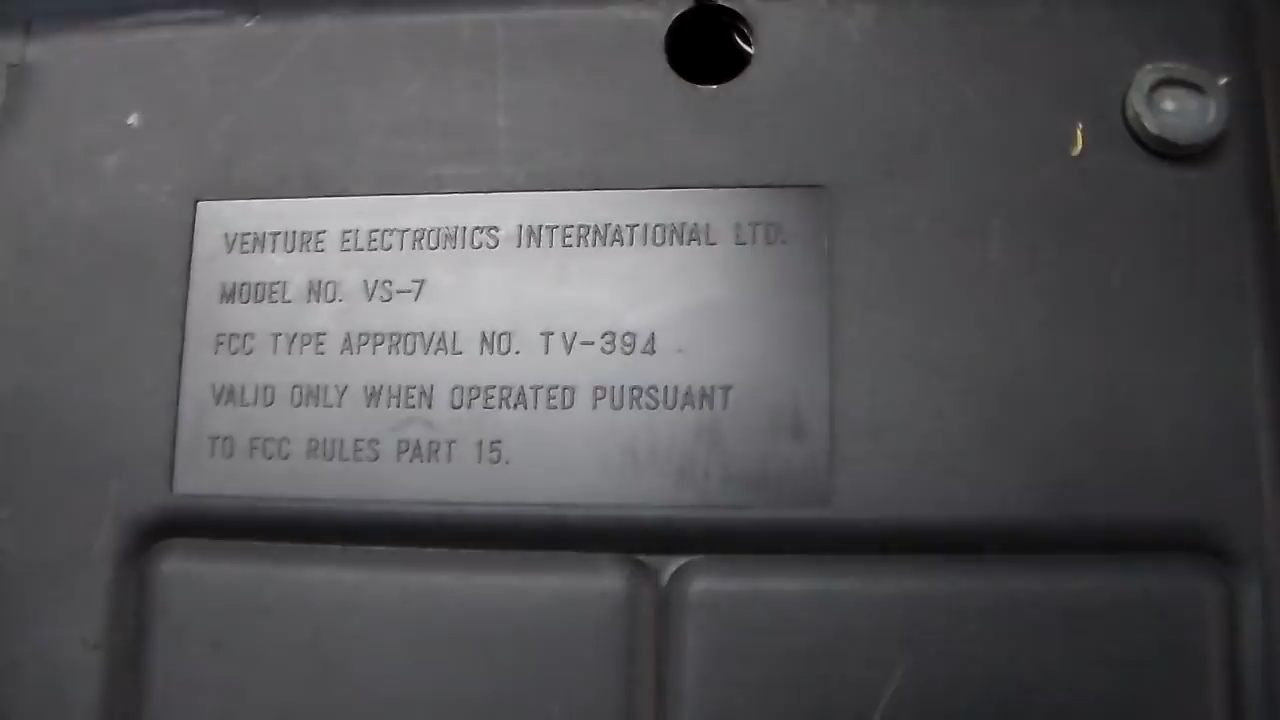 VENTURE ELECTRONICS INTERNATIONAL LTD.
MODEL NO. VS-7
FCC TYPE APPROVAL NO. TV-394
VALID ONLY WHEN OPERATED PURSUANT
TO FCC RULES PART 15.